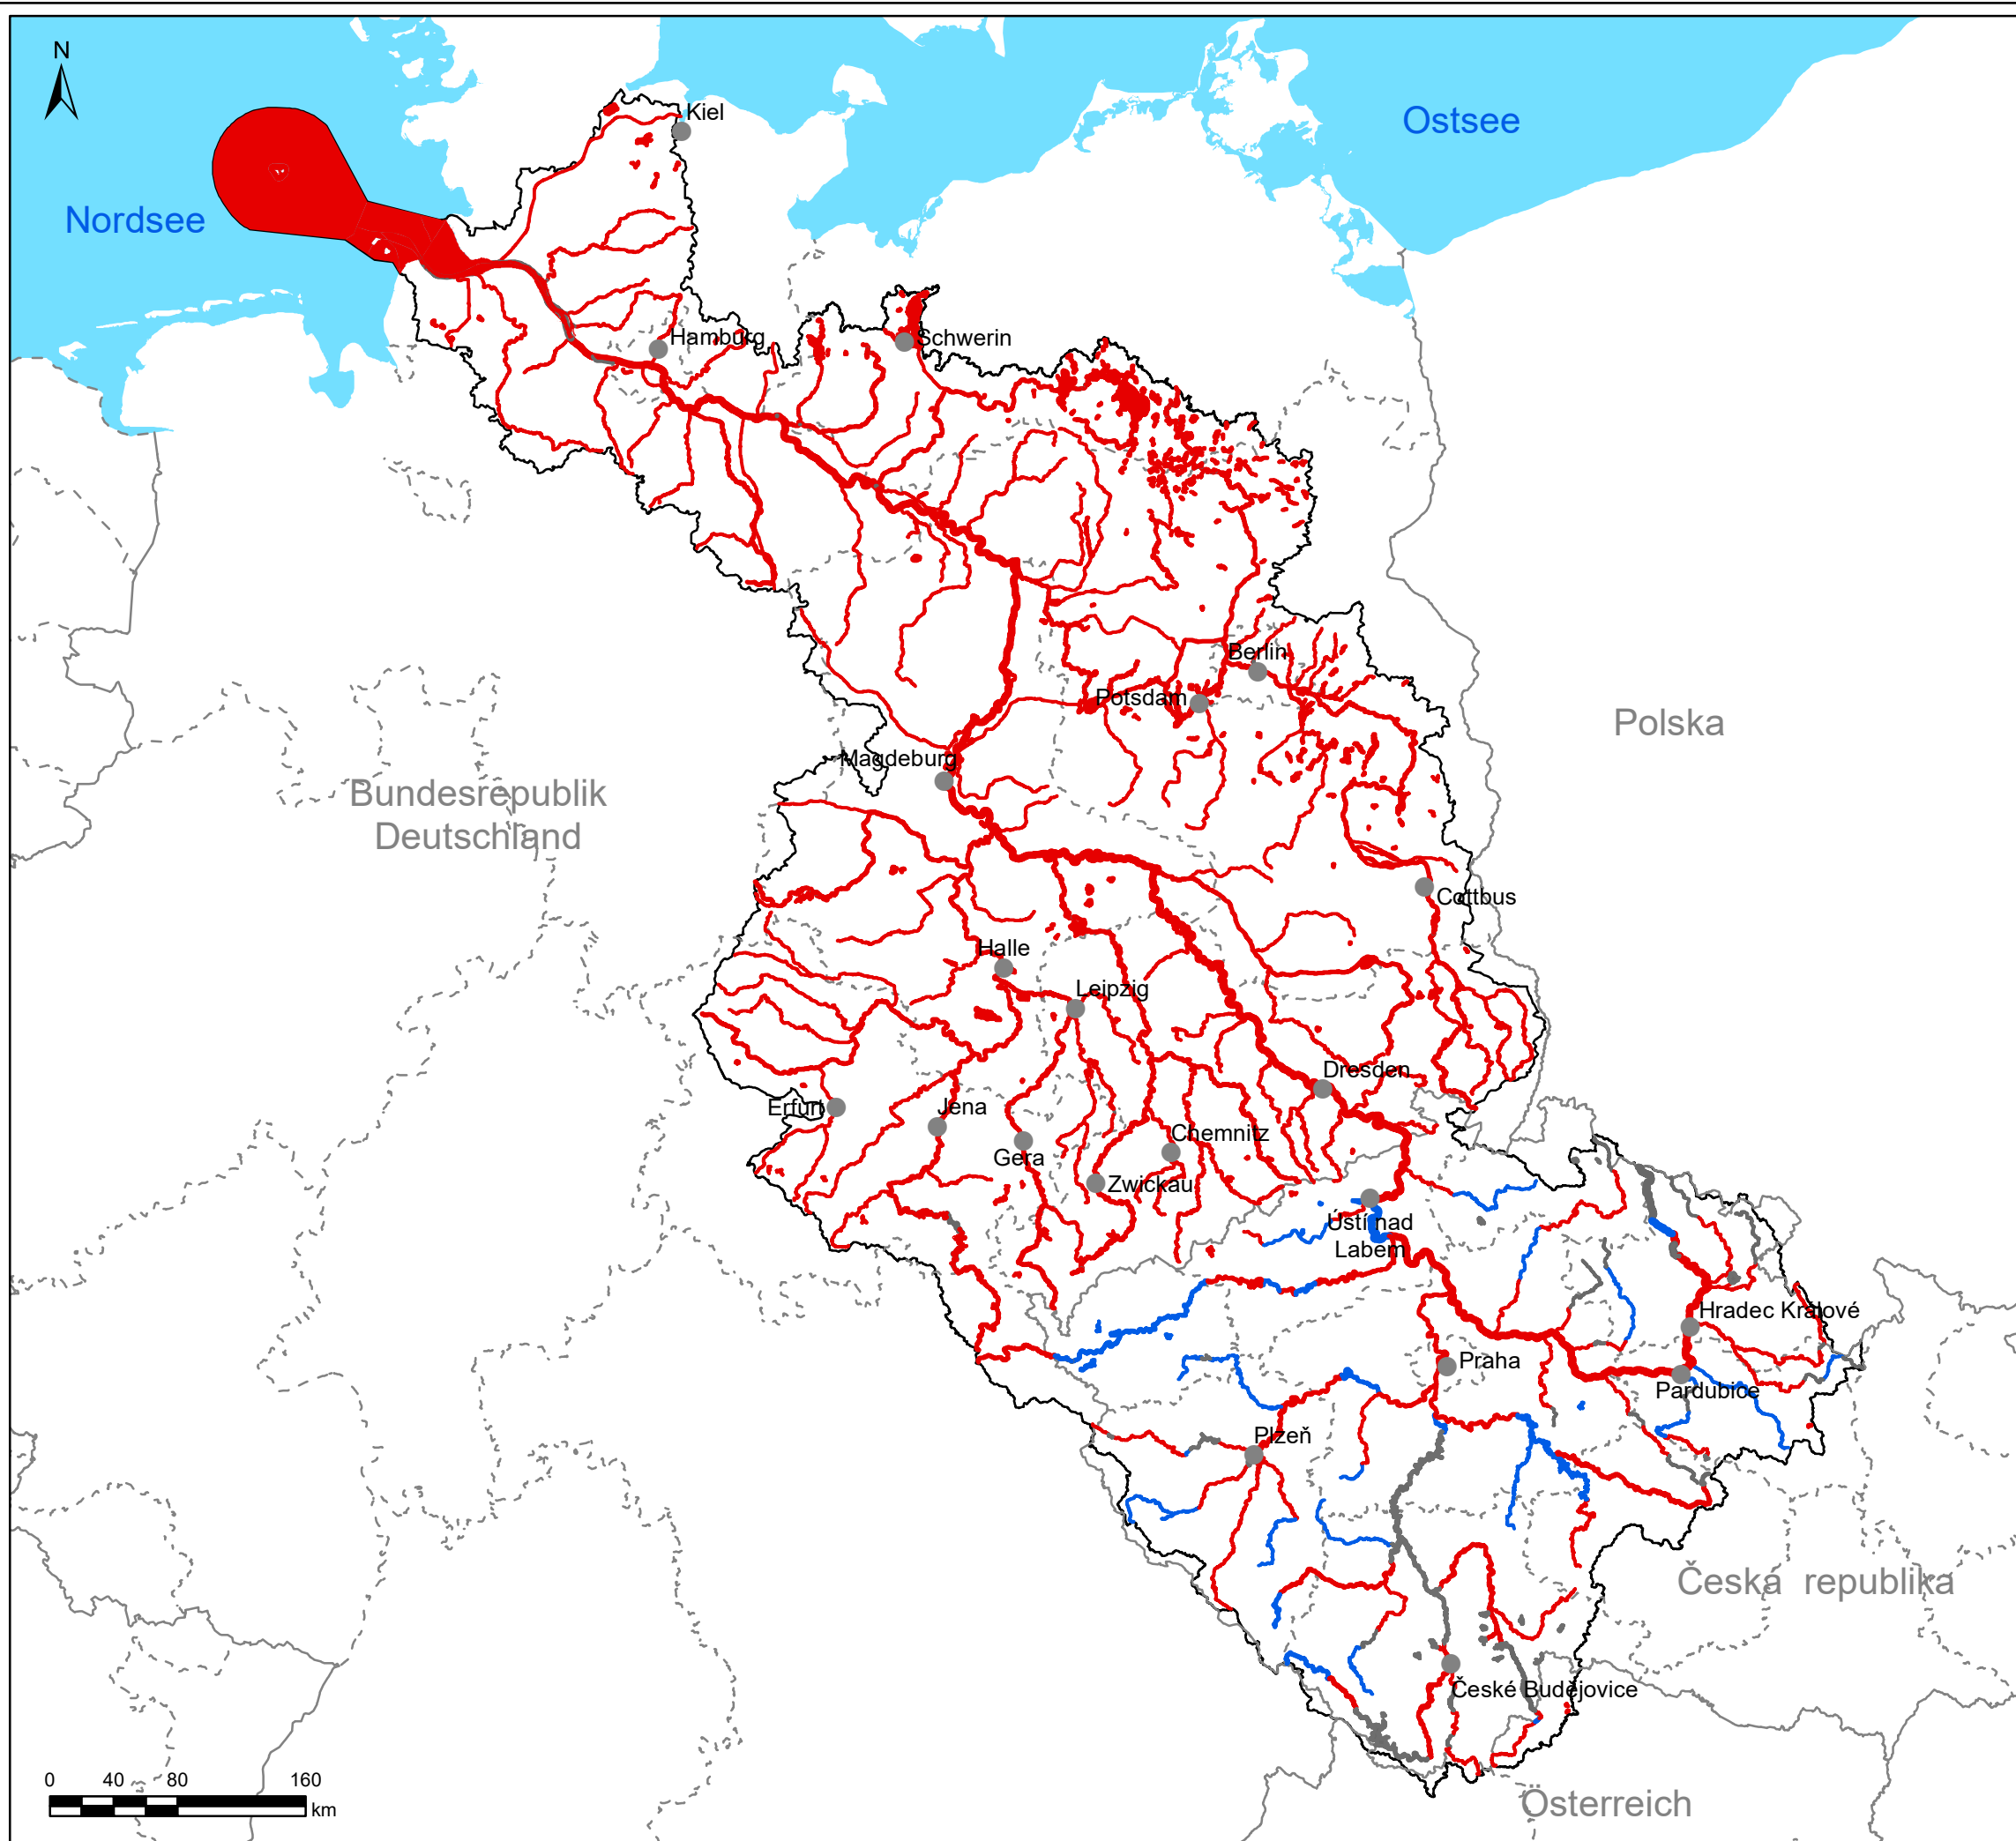 N
Kiel
Ostsee
Nordsee
Hamburg
Schwerin
Berlin
Potsdam
Polska
Magdeburg
Bundesrepublik
Deutschland
Cottbus
Halle
Leipzig
Dresden
Erfurt
Jena
Chemnitz
Gera
Zwickau
Ústí nad
Labem
Hradec Králové
Praha
Pardubice
Plzeň
Česká republika
České Budějovice
0 40 80 160
km
Österreich